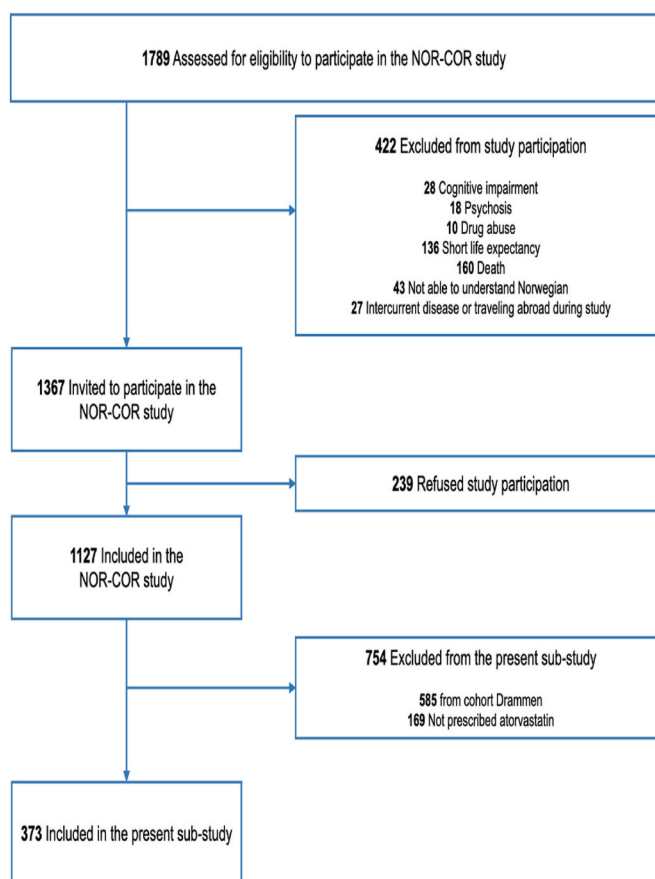 1789 Assessed for eligibility to participate in the NOR-COR study
422 Excluded from study participation
28 Cognitive impairment
18 Psychosis
10 Drug abuse
136 Short life expectancy
160 Death
43 Not able to understand Norwegian
27 Intercurrent disease or traveling abroad during study
1367 Invited to participate in the
NOR-COR study
239 Refused study participation
1127 Included in the
NOR-COR study
754 Excluded from the present sub-study
585 from cohort Drammen
169 Not prescribed atorvastatin
373 Included in the present sub-study